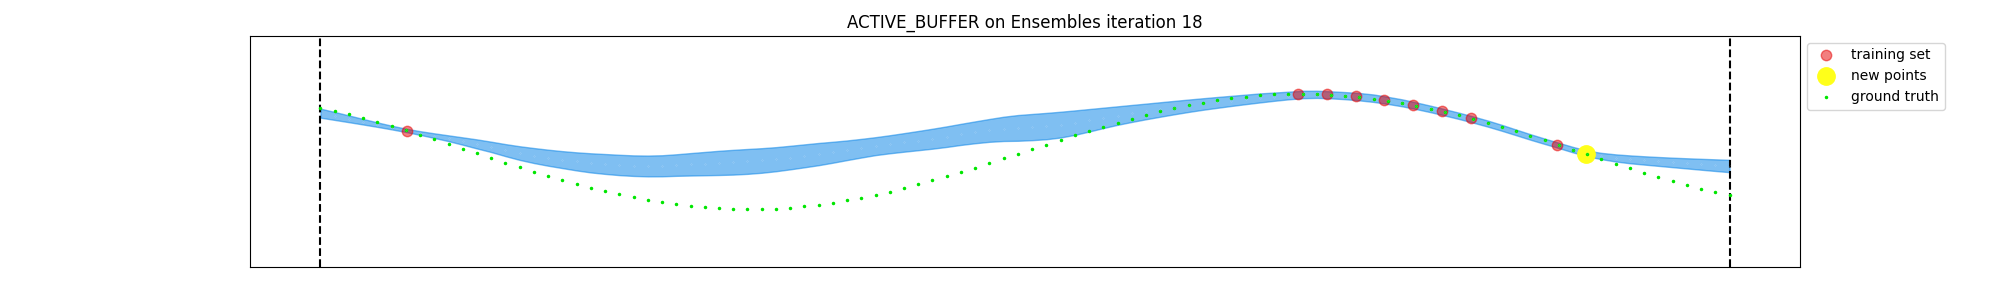 ACTIVE_BUFFER on Ensembles iteration 18
training set
new points
ground truth